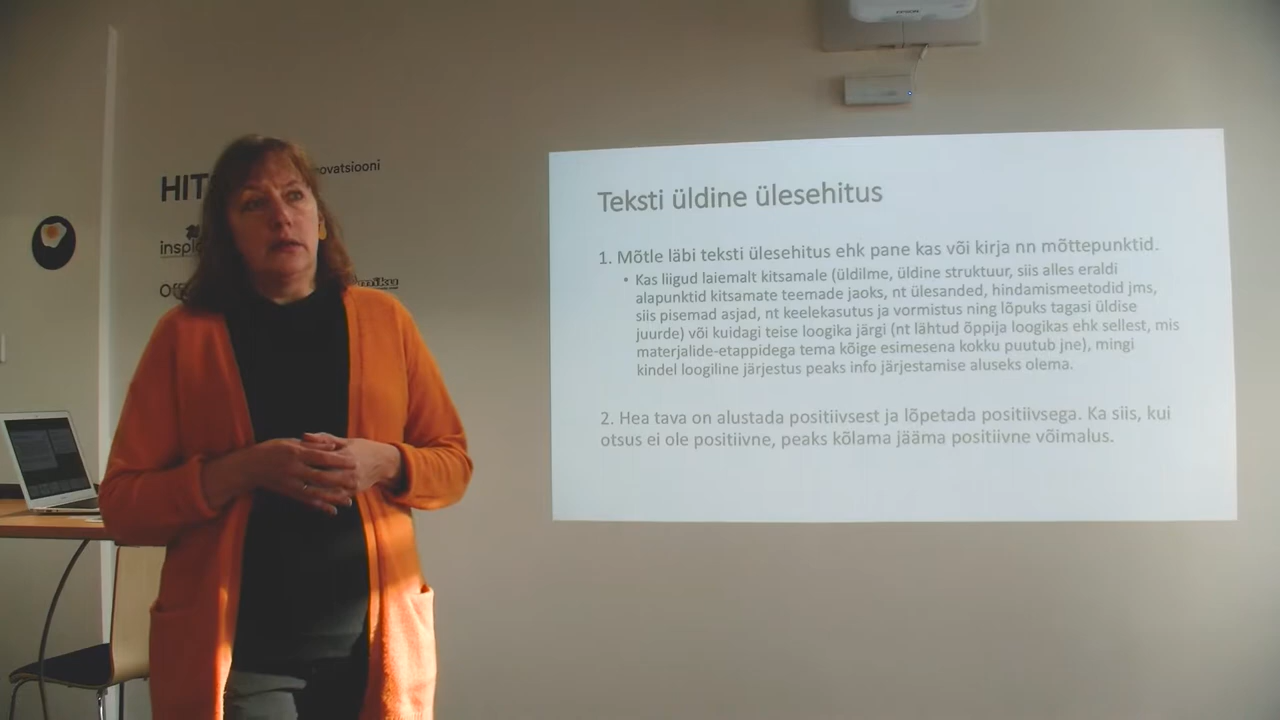 EPSON
HIT
ovatsiooni
Teksti üldine ülesehitus
1. Mõtle läbi teksti ülesehitus ehk pane kas või kirja nn mõttepunktid.
• Kas liigud laiemalt kitsamale (üldilme, üldine struktuur, siis alles eraldi
alapunktid kitsamate teemade jaoks, nt ülesanded, hindamismeetodid jms,
siis pisemad asjad, nt keelekasutus ja vormistus ning lõpuks tagasi üldise
juurde) või kuidagi teise loogika järgi (nt lähtud õppija loogikas ehk sellest, mis
materjalide-etappidega tema kõige esimesena kokku puutub jne), mingi
kindel loogiline järjestus peaks info järjestamise aluseks olema.
2. Hea tava on alustada positiivsest ja lõpetada positiivsega. Ka siis, kui
otsus ei ole positiivne, peaks kõlama jääma positiivne võimalus.